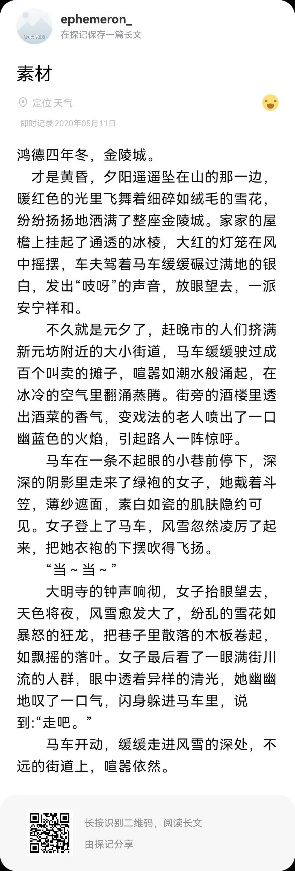 ephemeron_
在探记保存一篇长文
素材
定位 天气
即时记录:2020年05月11日
鸿德四年冬，金陵城。
才是黄昏，夕阳遥遥坠在山的那一边，
暖红色的光里飞舞着细碎如绒毛的雪花，
纷纷扬扬地洒满了整座金陵城。家家的屋
檐上挂起了通透的冰棱，大红的灯笼在风
中摇摆，车夫驾着马车缓缓碾过满地的银
白，发出“吱呀”的声音，放眼望去，一派
安宁祥和。
不久就是元夕了，赶晚市的人们挤满
新元坊附近的大小街道，马车缓缓驶过成
百个叫卖的摊子，喧嚣如潮水般涌起，在
冰冷的空气里翻涌蒸腾。街旁的酒楼里透
出酒菜的香气，变戏法的老人喷出了一口
幽蓝色的火焰，引起路人一阵惊呼。
马车在一条不起眼的小巷前停下，深
深的阴影里走来了绿袍的女子，她戴着斗
笠，薄纱遮面，素白如瓷的肌肤隐约可
见。女子登上了马车，风雪忽然凌厉了起
来，把她衣袍的下摆吹得飞扬。
“当～当～”
大明寺的钟声响彻，女子抬眼望去，
天色将夜，风雪愈发大了，纷乱的雪花如
暴怒的狂龙，把巷子里散落的木板卷起，
如飘摇的落叶。女子最后看了一眼满街川
流的人群，眼中透着异样的清光，她幽幽
地叹了一口气，闪身躲进马车里，说
到:“走吧。”
马车开动，缓缓走进风雪的深处，不
远的街道上，喧嚣依然。
长按识别二维码，阅读长文
由探记分享